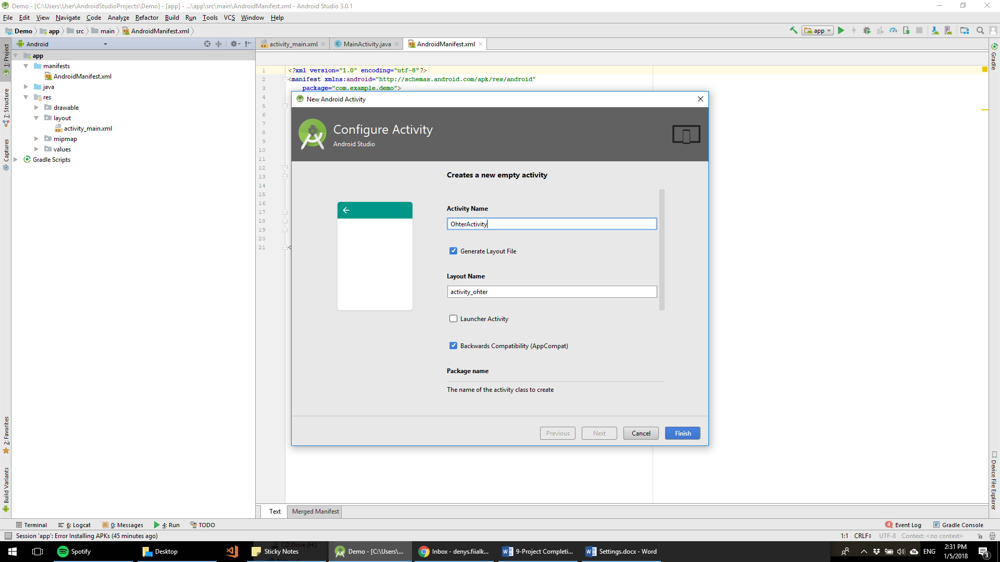 Demo - [C:\Users\User\AndroidStudioProjects\Demo] - [app] - ...\app\src\main\AndroidManifest.xml - Android Studio 3.0.1
File Edit View Navigate Code Analyze Refactor Build Run Tools VCS Window Help
Demo app src main AndroidManifest.xml
app
Android
activity_main.xml MainActivity.java AndroidManifest.xml
1: Project
7: Structure
Captures
2: Favorites
Build Variants
app
manifests
AndroidManifest.xml
java
res
drawable
layout
activity_main.xml
mipmap
values
Gradle Scripts
1 <?xml version="1.0" encoding="utf-8"?>
2 <manifest xmlns:android="http://schemas.android.com/apk/res/android"
3 package="com.example.demo">
4
5
6
7
8
9
10
11
12
13
14
15
16
17
18
19
20
21 <
New Android Activity
Configure Activity
Android Studio
Creates a new empty activity
Activity Name
OhterActivity
Generate Layout File
Layout Name
activity_ohter
Launcher Activity
Backwards Compatibility (AppCompat)
Package name
The name of the activity class to create
Previous Next Cancel Finish
Gradle
Device File Explorer
Text Merged Manifest
Terminal 6: Logcat 0: Messages 4: Run TODO
4 Event Log Gradle Console
Session 'app': Error Installing APKs (45 minutes ago)
1:1 CRLF UTF-8 Context: <no context>
CD Drive (H:)
Spotify Desktop Sticky Notes Demo - [C:\Users\... Inbox - denys.fiialk... 9-Project Completi... Settings.docx - Word
ENG
2:31 PM
1/5/2018
3